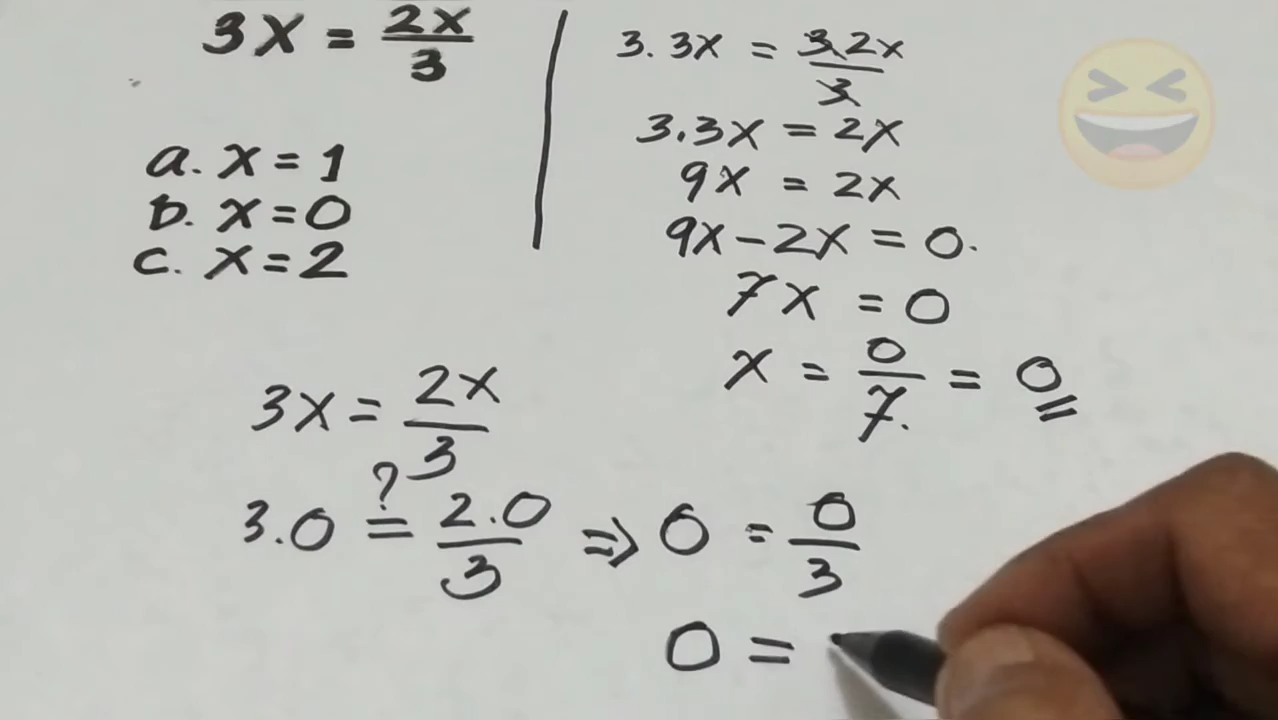 3x = 2x/3
a. x = 1
b. x = 0
c. x = 2
3. 3x = 3.2x/3
3.3x = 2x
9x = 2x
9x - 2x = 0.
7x = 0
x = 0/7. = 0
3x = 2x/3
3.0 ?= 2.0/3 => 0 = 0/3
0 =